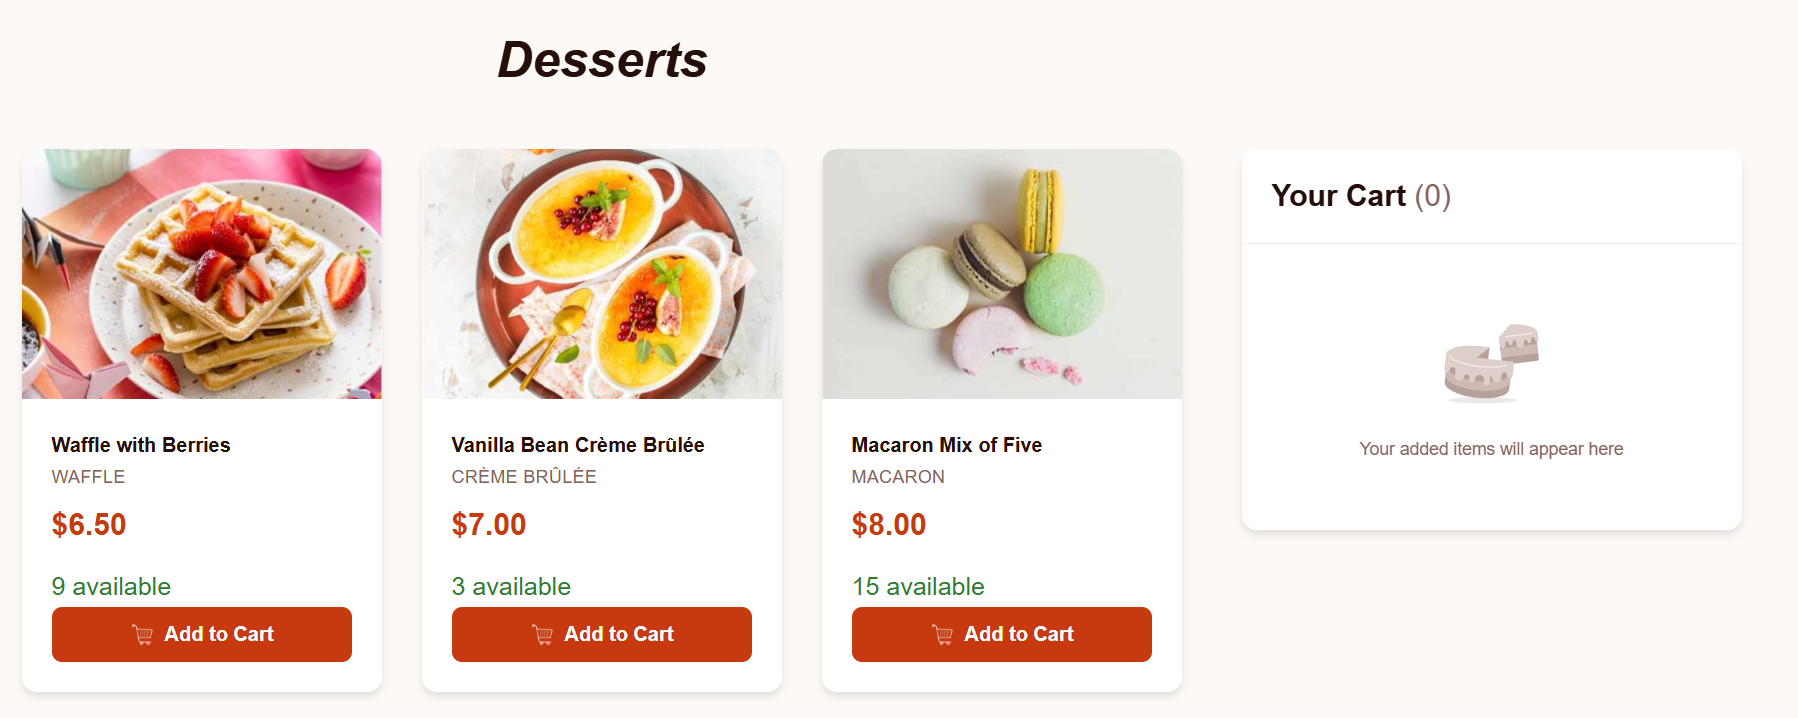 Desserts
Waffle with Berries
WAFFLE
$6.50
9 available
Add to Cart
Vanilla Bean Crème Brûlée
CRÈME BRÛLÉE
$7.00
3 available
Add to Cart
Macaron Mix of Five
MACARON
$8.00
15 available
Add to Cart
Your Cart (0)
Your added items will appear here